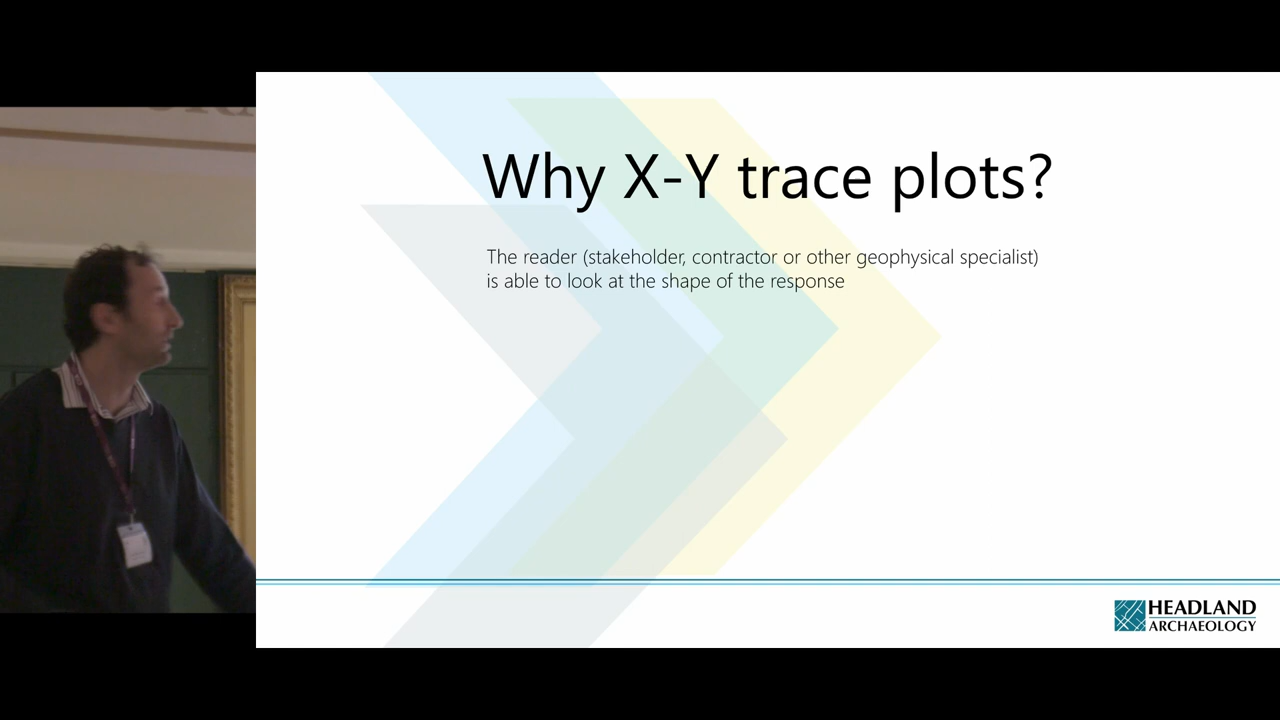 Why X-Y trace plots?
The reader (stakeholder, contractor or other geophysical specialist)
is able to look at the shape of the response
HEADLAND
ARCHAEOLOGY